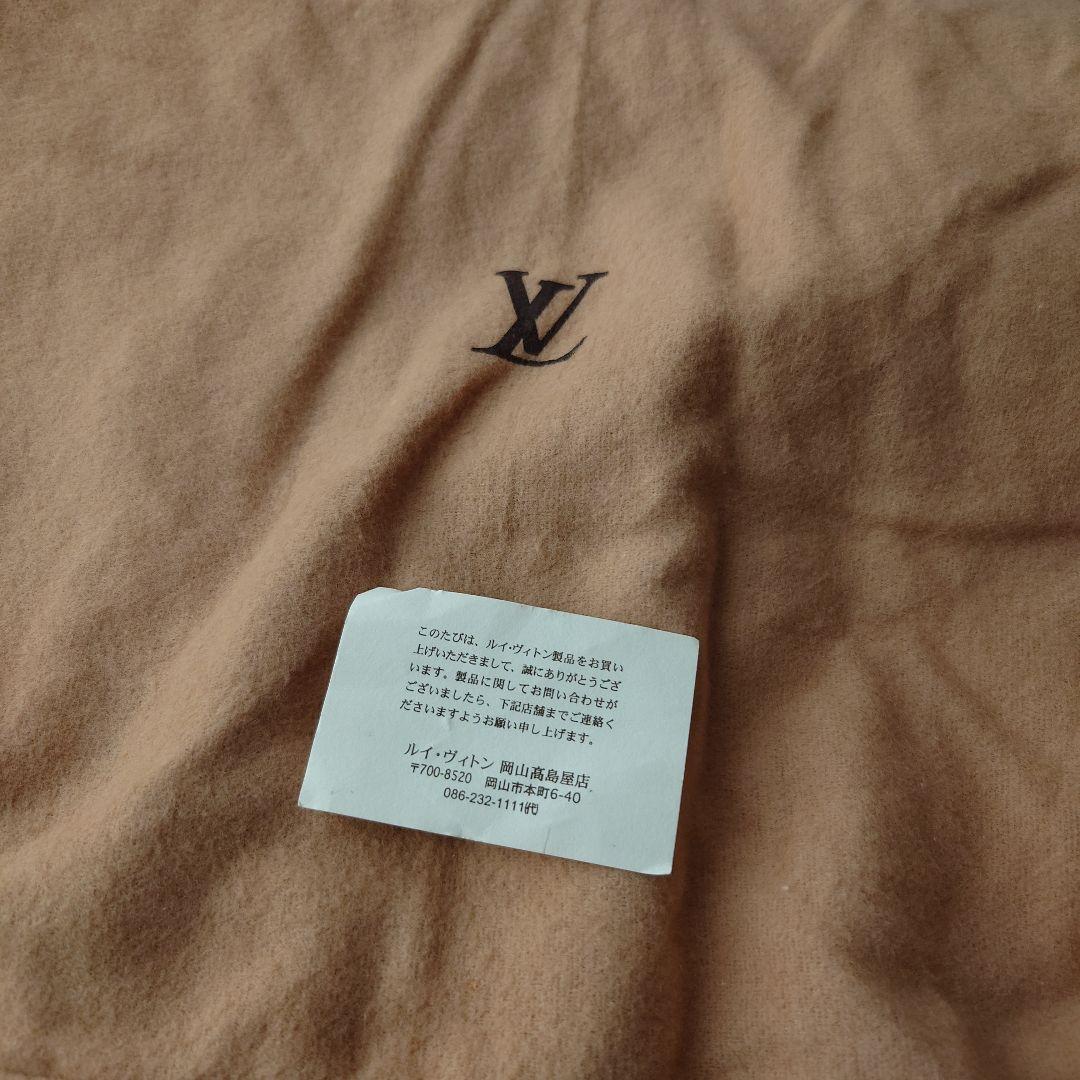 LV
このたびは、ルイ・ヴィトン製品をお買い
上げいただきまして、誠にありがとうござ
います。製品に関してお問い合わせが
ございましたら、下記店舗までご連絡く
ださいますようお願い申し上げます。
ルイ・ヴィトン 岡山髙島屋店
〒700-8520 岡山市本町6-40
086-232-1111㈹